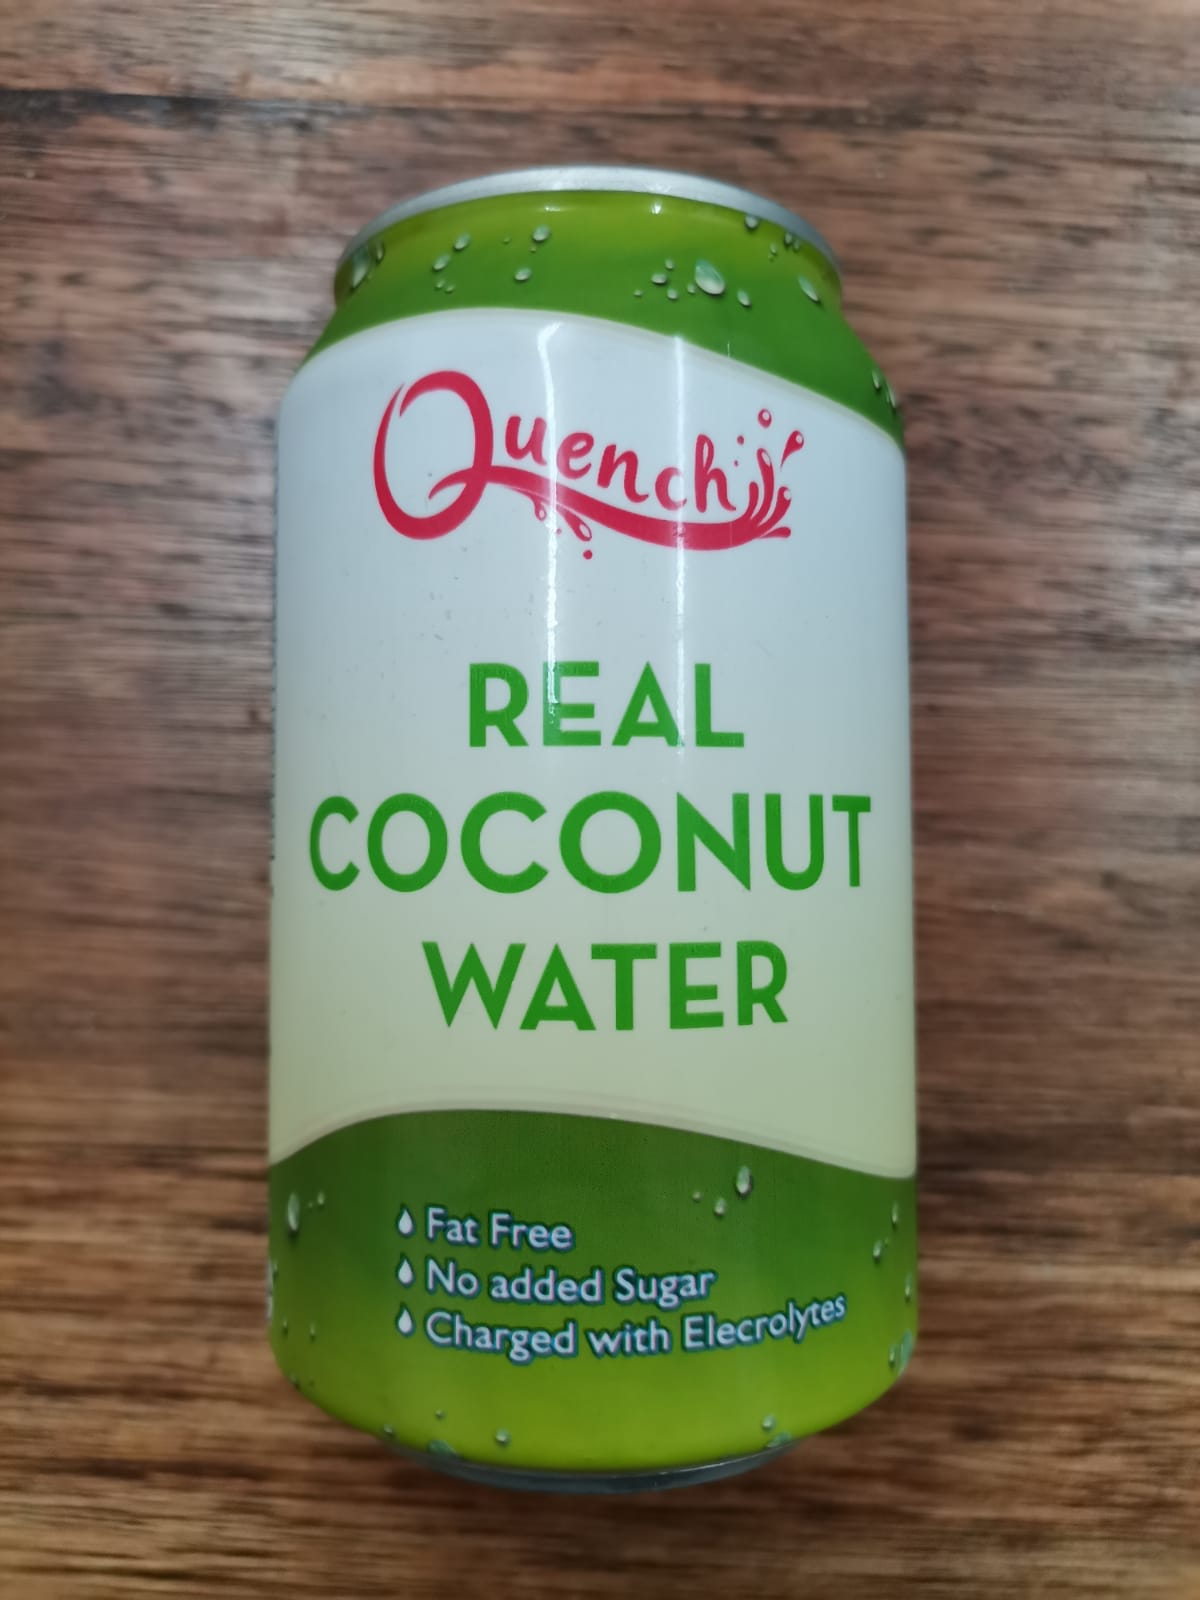 Quench
REAL
COCONUT
WATER
Fat Free
No added Sugar
Charged with Elecrolytes